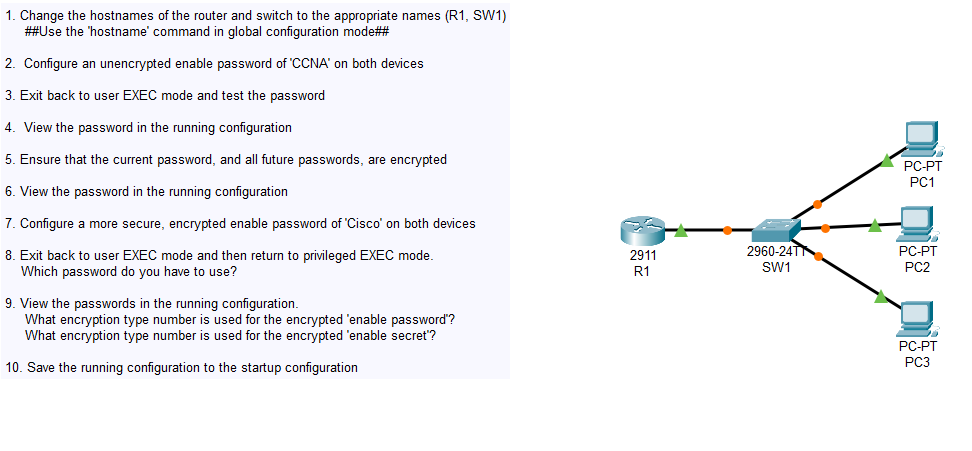 1. Change the hostnames of the router and switch to the appropriate names (R1, SW1)
##Use the 'hostname' command in global configuration mode##
2. Configure an unencrypted enable password of 'CCNA' on both devices
3. Exit back to user EXEC mode and test the password
4. View the password in the running configuration
5. Ensure that the current password, and all future passwords, are encrypted
6. View the password in the running configuration
7. Configure a more secure, encrypted enable password of 'Cisco' on both devices
8. Exit back to user EXEC mode and then return to privileged EXEC mode.
Which password do you have to use?
9. View the passwords in the running configuration.
What encryption type number is used for the encrypted 'enable password'?
What encryption type number is used for the encrypted 'enable secret'?
10. Save the running configuration to the startup configuration
2911
R1
2960-24TT
SW1
PC-PT
PC1
PC-PT
PC2
PC-PT
PC3